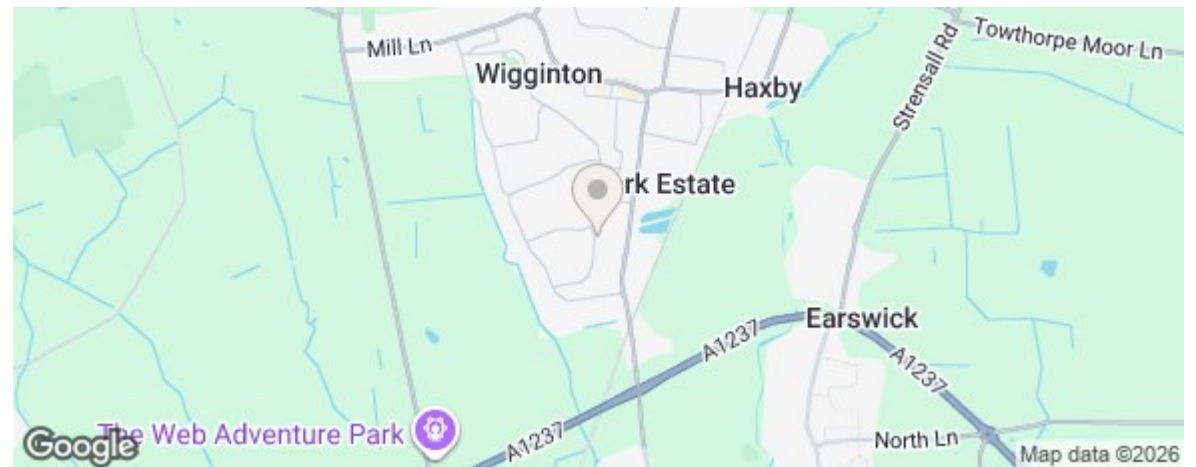 Towthorpe Moor Ln
Mill Ln
Wigginton
Haxby
Strensall Rd
rk Estate
Earswick
A1237
A1237
The Web Adventure Park
A1237
North Ln
Google
Map data ©2026